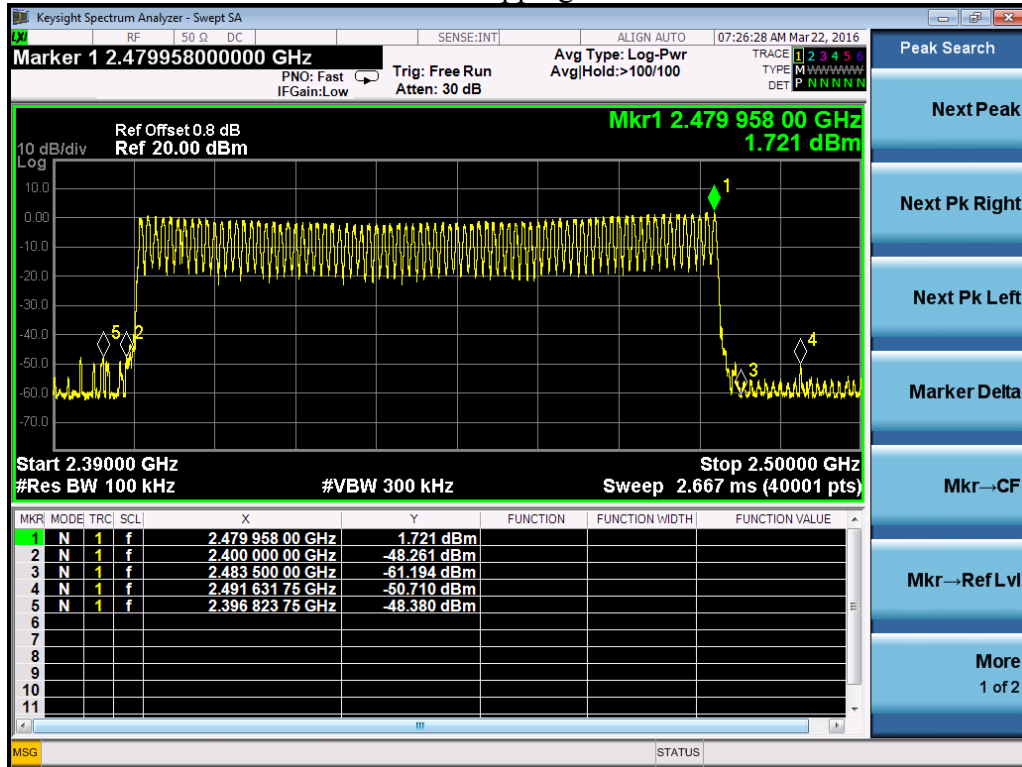 Keysight Spectrum Analyzer - Swept SA
LXI RF 50 Ω DC SENSE:INT ALIGN AUTO 07:26:28 AM Mar 22, 2016
Marker 1 2.479958000000 GHz
PNO: Fast
IFGain:Low
Trig: Free Run
Atten: 30 dB
Avg Type: Log-Pwr
Avg|Hold:>100/100
TRACE 1 2 3 4 5 6
TYPE M WWWWW
DET P N N N N N
Peak Search
Mkr1 2.479 958 00 GHz
1.721 dBm
Ref Offset 0.8 dB
10 dB/div Ref 20.00 dBm
Log
10.0
0.00
-10.0
-20.0
-30.0
-40.0
-50.0
-60.0
-70.0
1
5 2
4
3
Start 2.39000 GHz Stop 2.50000 GHz
#Res BW 100 kHz #VBW 300 kHz Sweep 2.667 ms (40001 pts)
MKR MODE TRC SCL X Y FUNCTION FUNCTION WIDTH FUNCTION VALUE
1 N 1 f 2.479 958 00 GHz 1.721 dBm
2 N 1 f 2.400 000 00 GHz -48.261 dBm
3 N 1 f 2.483 500 00 GHz -61.194 dBm
4 N 1 f 2.491 631 75 GHz -50.710 dBm
5 N 1 f 2.396 823 75 GHz -48.380 dBm
6
7
8
9
10
11
Next Peak
Next Pk Right
Next Pk Left
Marker Delta
Mkr→CF
Mkr→Ref Lvl
More
1 of 2
MSG STATUS